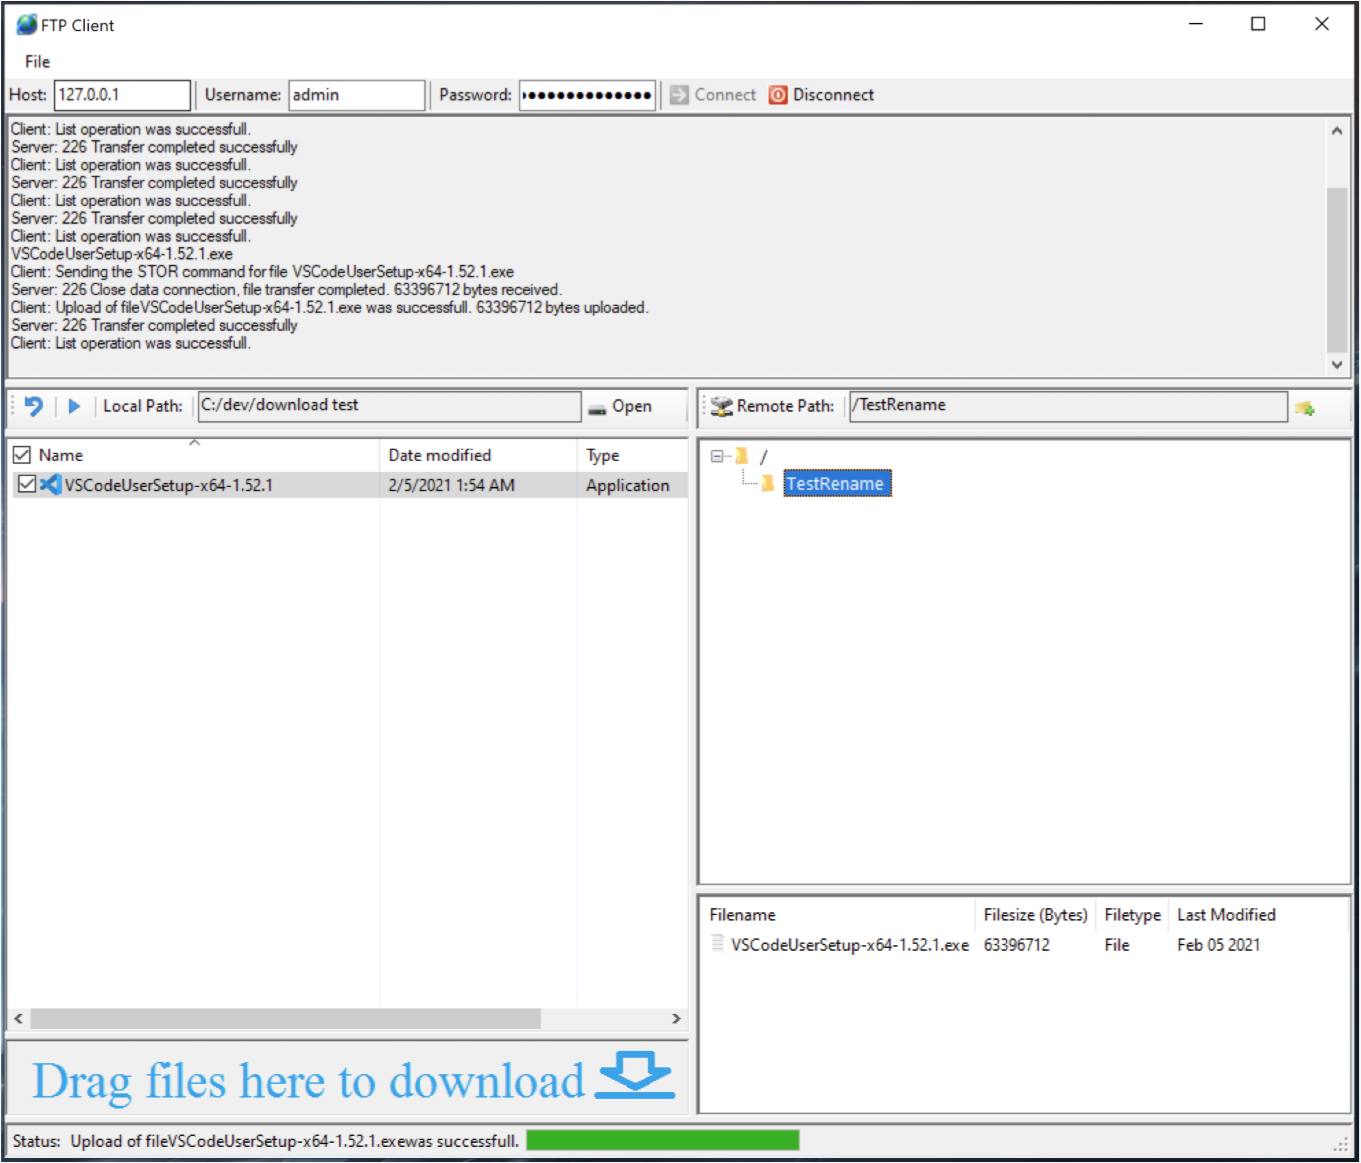 FTP Client
File
Host: 127.0.0.1 Username: admin Password: Connect Disconnect
Client: List operation was successfull.
Server: 226 Transfer completed successfully
Client: List operation was successfull.
Server: 226 Transfer completed successfully
Client: List operation was successfull.
Server: 226 Transfer completed successfully
Client: List operation was successfull.
VSCodeUserSetup-x64-1.52.1.exe
Client: Sending the STOR command for file VSCodeUserSetup-x64-1.52.1.exe
Server: 226 Close data connection, file transfer completed. 63396712 bytes received.
Client: Upload of fileVSCodeUserSetup-x64-1.52.1.exe was successfull. 63396712 bytes uploaded.
Server: 226 Transfer completed successfully
Client: List operation was successfull.
Local Path: C:/dev/download test Open
Name Date modified Type
VSCodeUserSetup-x64-1.52.1 2/5/2021 1:54 AM Application
Drag files here to download
Remote Path: /TestRename
/
TestRename
Filename Filesize (Bytes) Filetype Last Modified
VSCodeUserSetup-x64-1.52.1.exe 63396712 File Feb 05 2021
Status: Upload of fileVSCodeUserSetup-x64-1.52.1.exewas successfull.